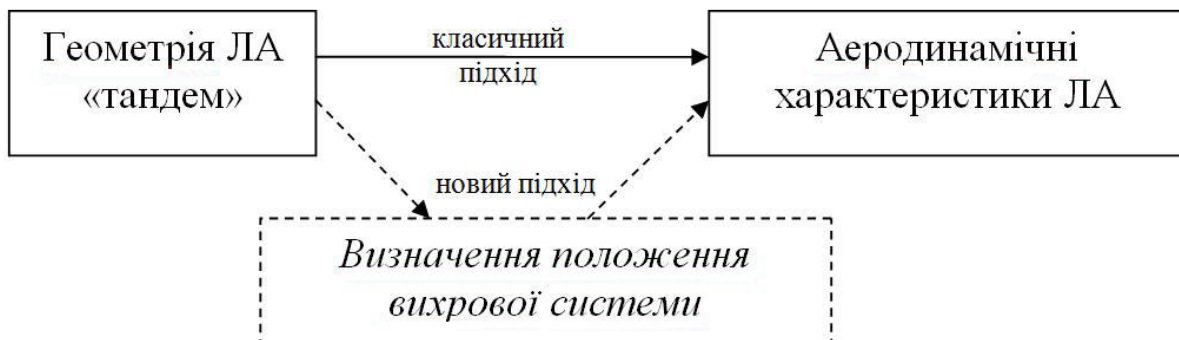 Геометрія ЛА
«тандем»
класичний
підхід
Аеродинамічні
характеристики ЛА
новий підхід
Визначення положення
вихрової системи